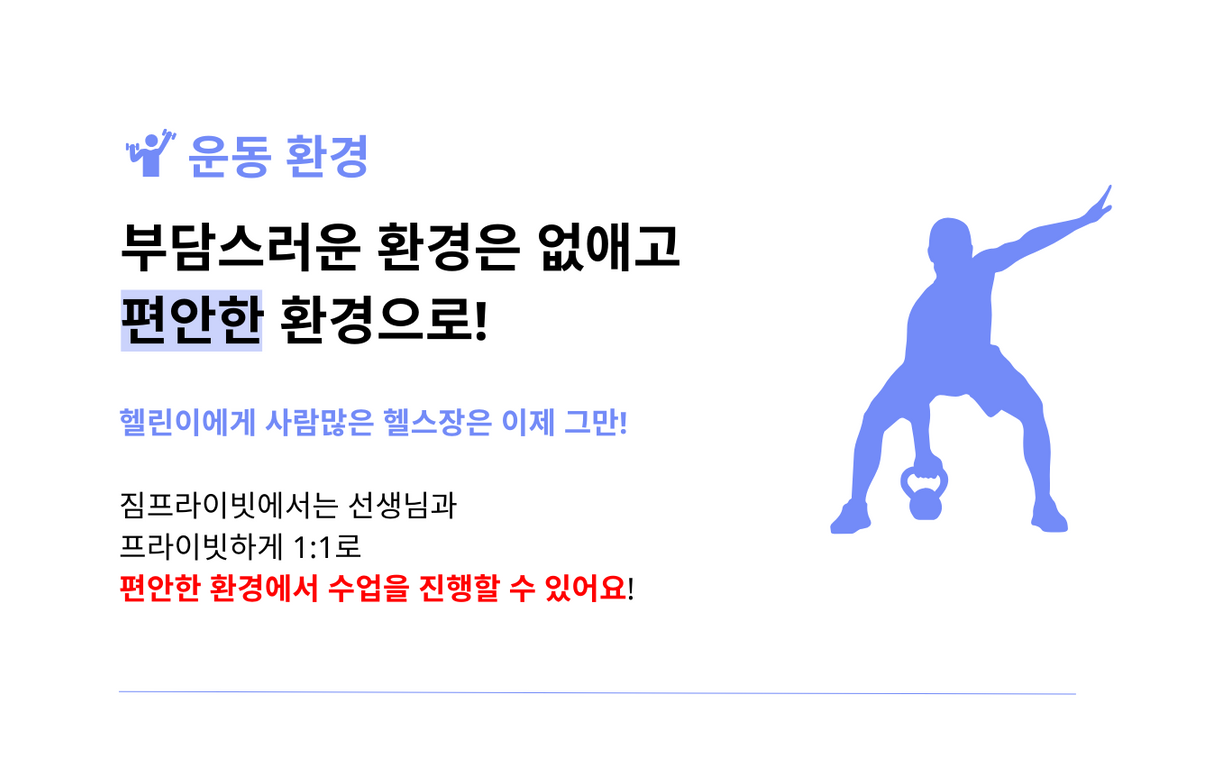 운동 환경
부담스러운 환경은 없애고
편안한 환경으로!
헬린이에게 사람많은 헬스장은 이제 그만!
짐프라이빗에서는 선생님과
프라이빗하게 1:1로
편안한 환경에서 수업을 진행할 수 있어요!